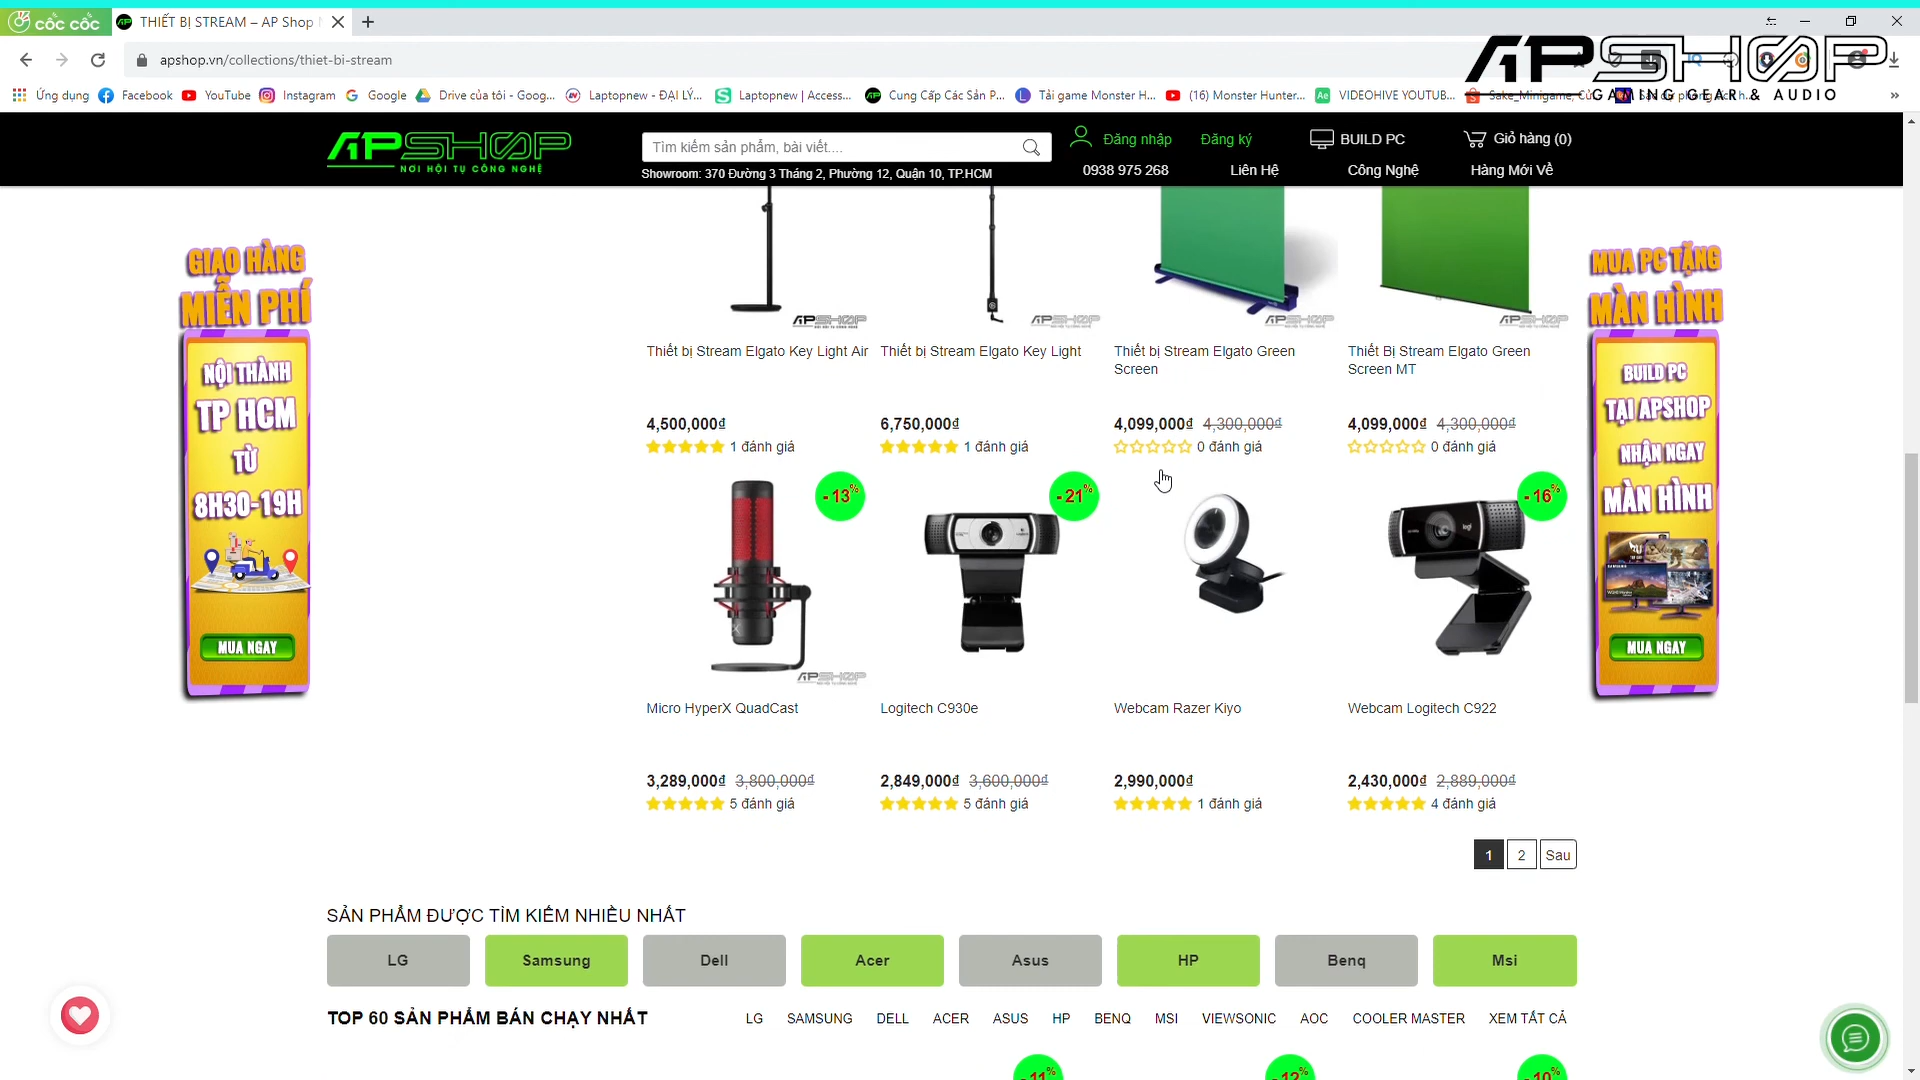 cốc cốc
THIẾT BỊ STREAM – AP Shop
apshop.vn/collections/thiet-bi-stream
APSHOP
GAMING GEAR & AUDIO
Ứng dụng
Facebook
YouTube
Instagram
Google
Drive của tôi - Goog...
Laptopnew - ĐẠI LÝ...
Laptopnew | Access...
Cung Cấp Các Sản P...
Tải game Monster H...
(16) Monster Hunter...
VIDEOHIVE YOUTUB...
APSHOP
NƠI HỘI TỤ CÔNG NGHỆ
Tìm kiếm sản phẩm, bài viết....
Đăng nhập
Đăng ký
BUILD PC
Giỏ hàng (0)
Showroom: 370 Đường 3 Tháng 2, Phường 12, Quận 10, TP.HCM
0938 975 268
Liên Hệ
Công Nghệ
Hàng Mới Về
GIAO HÀNG
MIỄN PHÍ
NỘI THÀNH
TP HCM
TỪ
8H30-19H
MUA NGAY
MUA PC TẶNG
MÀN HÌNH
BUILD PC
TẠI APSHOP
NHẬN NGAY
MÀN HÌNH
MUA NGAY
APSHOP
APSHOP
APSHOP
APSHOP
Thiết bị Stream Elgato Key Light Air
Thiết bị Stream Elgato Key Light
Thiết bị Stream Elgato Green
Screen
Thiết Bị Stream Elgato Green
Screen MT
4,500,000₫
6,750,000₫
4,099,000₫ 4,300,000₫
4,099,000₫ 4,300,000₫
1 đánh giá
1 đánh giá
0 đánh giá
0 đánh giá
- 13%
- 21%
- 16%
logi
APSHOP
Micro HyperX QuadCast
Logitech C930e
Webcam Razer Kiyo
Webcam Logitech C922
3,289,000₫ 3,800,000₫
2,849,000₫ 3,600,000₫
2,990,000₫
2,430,000₫ 2,889,000₫
5 đánh giá
5 đánh giá
1 đánh giá
4 đánh giá
1
2
Sau
SẢN PHẨM ĐƯỢC TÌM KIẾM NHIỀU NHẤT
LG
Samsung
Dell
Acer
Asus
HP
Benq
Msi
TOP 60 SẢN PHẨM BÁN CHẠY NHẤT
LG
SAMSUNG
DELL
ACER
ASUS
HP
BENQ
MSI
VIEWSONIC
AOC
COOLER MASTER
XEM TẤT CẢ
- 11%
- 12%
- 10%